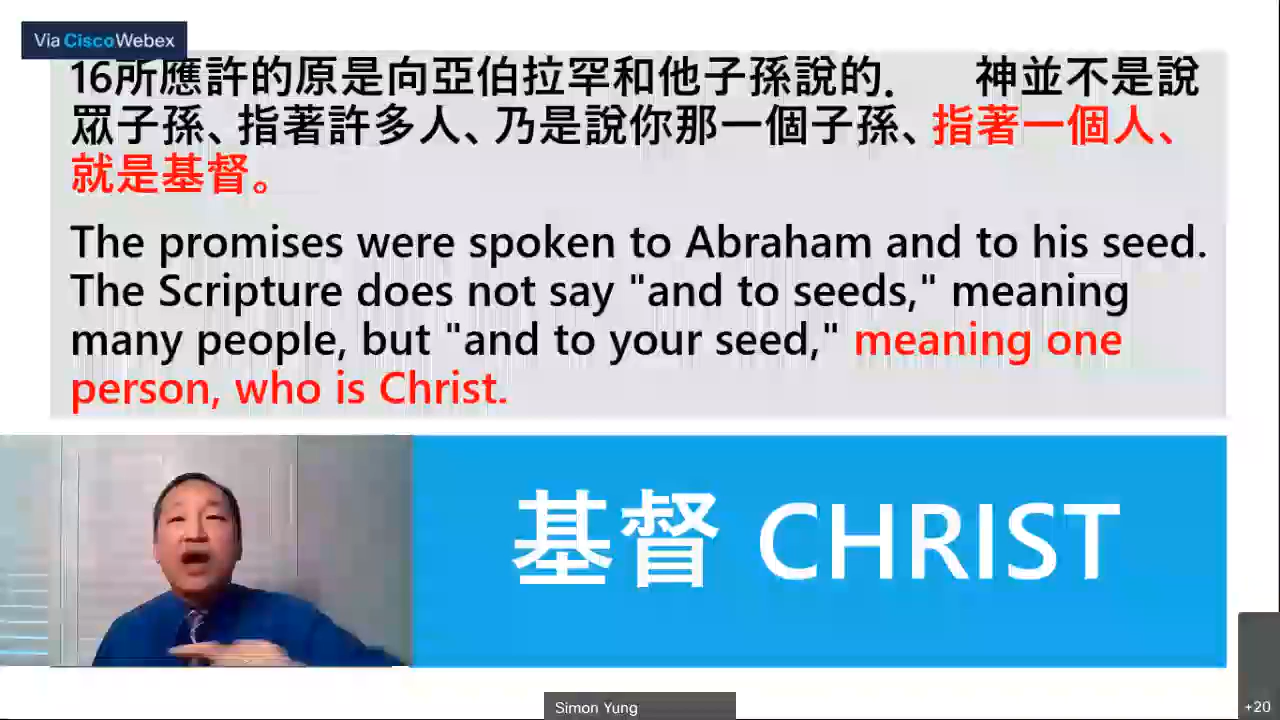 Via CiscoWebex
16所應許的原是向亞伯拉罕和他子孫說的．　　神並不是說
眾子孫、指著許多人、乃是說你那一個子孫、指著一個人、
就是基督。
The promises were spoken to Abraham and to his seed.
The Scripture does not say "and to seeds," meaning
many people, but "and to your seed," meaning one
person, who is Christ.
基督 CHRIST
Simon Yung
+20